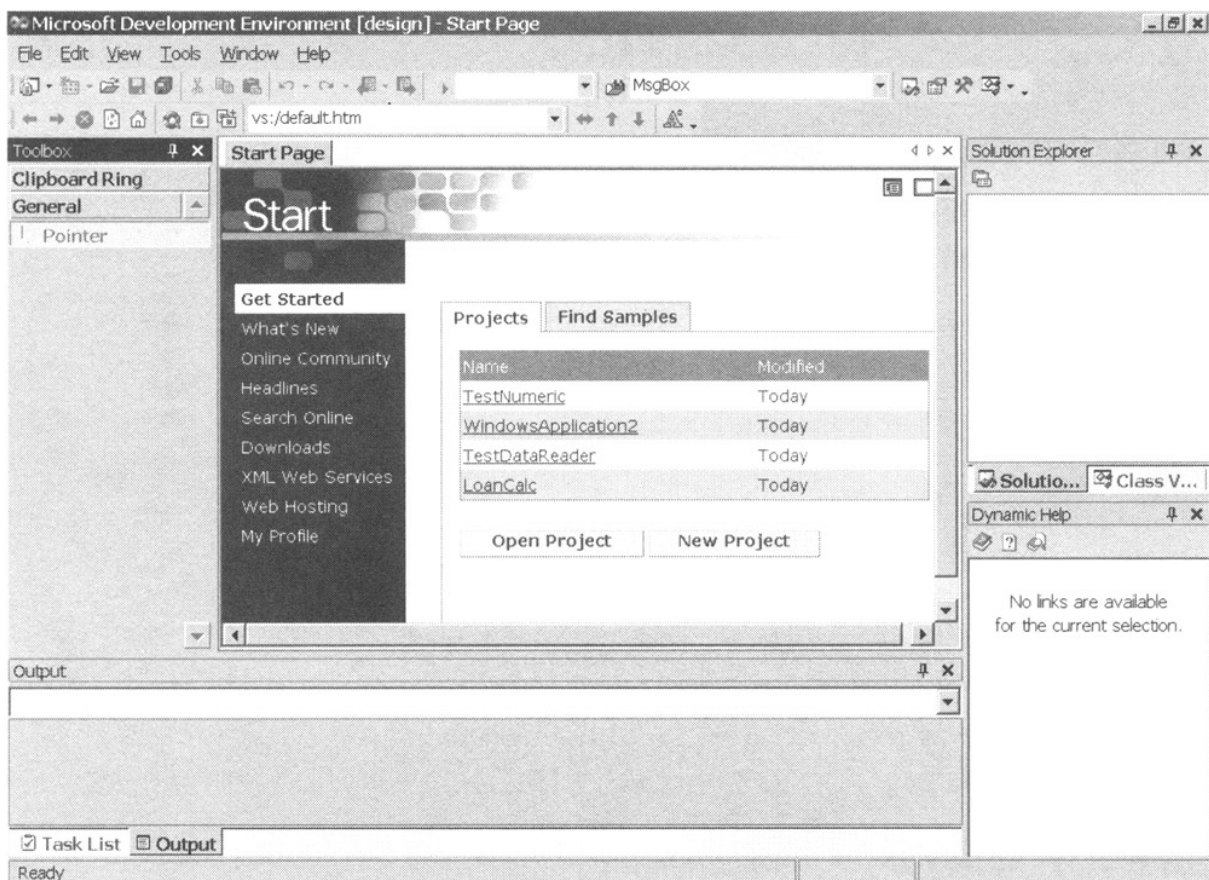 Microsoft Development Environment [design] - Start Page
File Edit View Tools Window Help
MsgBox
vs:/default.htm
Toolbox
Clipboard Ring
General
Pointer
Start Page
Start
Get Started
What's New
Online Community
Headlines
Search Online
Downloads
XML Web Services
Web Hosting
My Profile
Projects Find Samples
Name Modified
TestNumeric Today
WindowsApplication2 Today
TestDataReader Today
LoanCalc Today
Open Project New Project
Solution Explorer
Solutio... Class V...
Dynamic Help
No links are available
for the current selection.
Output
Task List Output
Ready